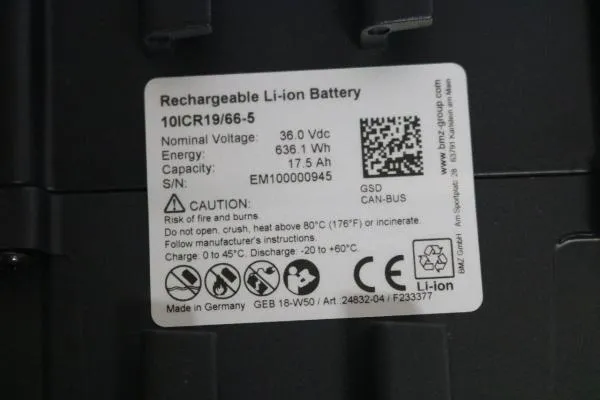 Rechargeable Li-ion Battery
10ICR19/66-5
Nominal Voltage: 36.0 Vdc
Energy: 636.1 Wh
Capacity: 17.5 Ah
S/N: EM100000945
GSD
CAN-BUS
CAUTION:
Risk of fire and burns.
Do not open, crush, heat above 80°C (176°F) or incinerate.
Follow manufacturer's instructions.
Charge: 0 to 45°C. Discharge: -20 to +60°C.
CE
Li-ion
Made in Germany GEB 18-W50 / Art.:24832-04 / F233377
www.bmz-group.com
BMZ GmbH Am Sportplatz 28 63791 Karlstein am Main